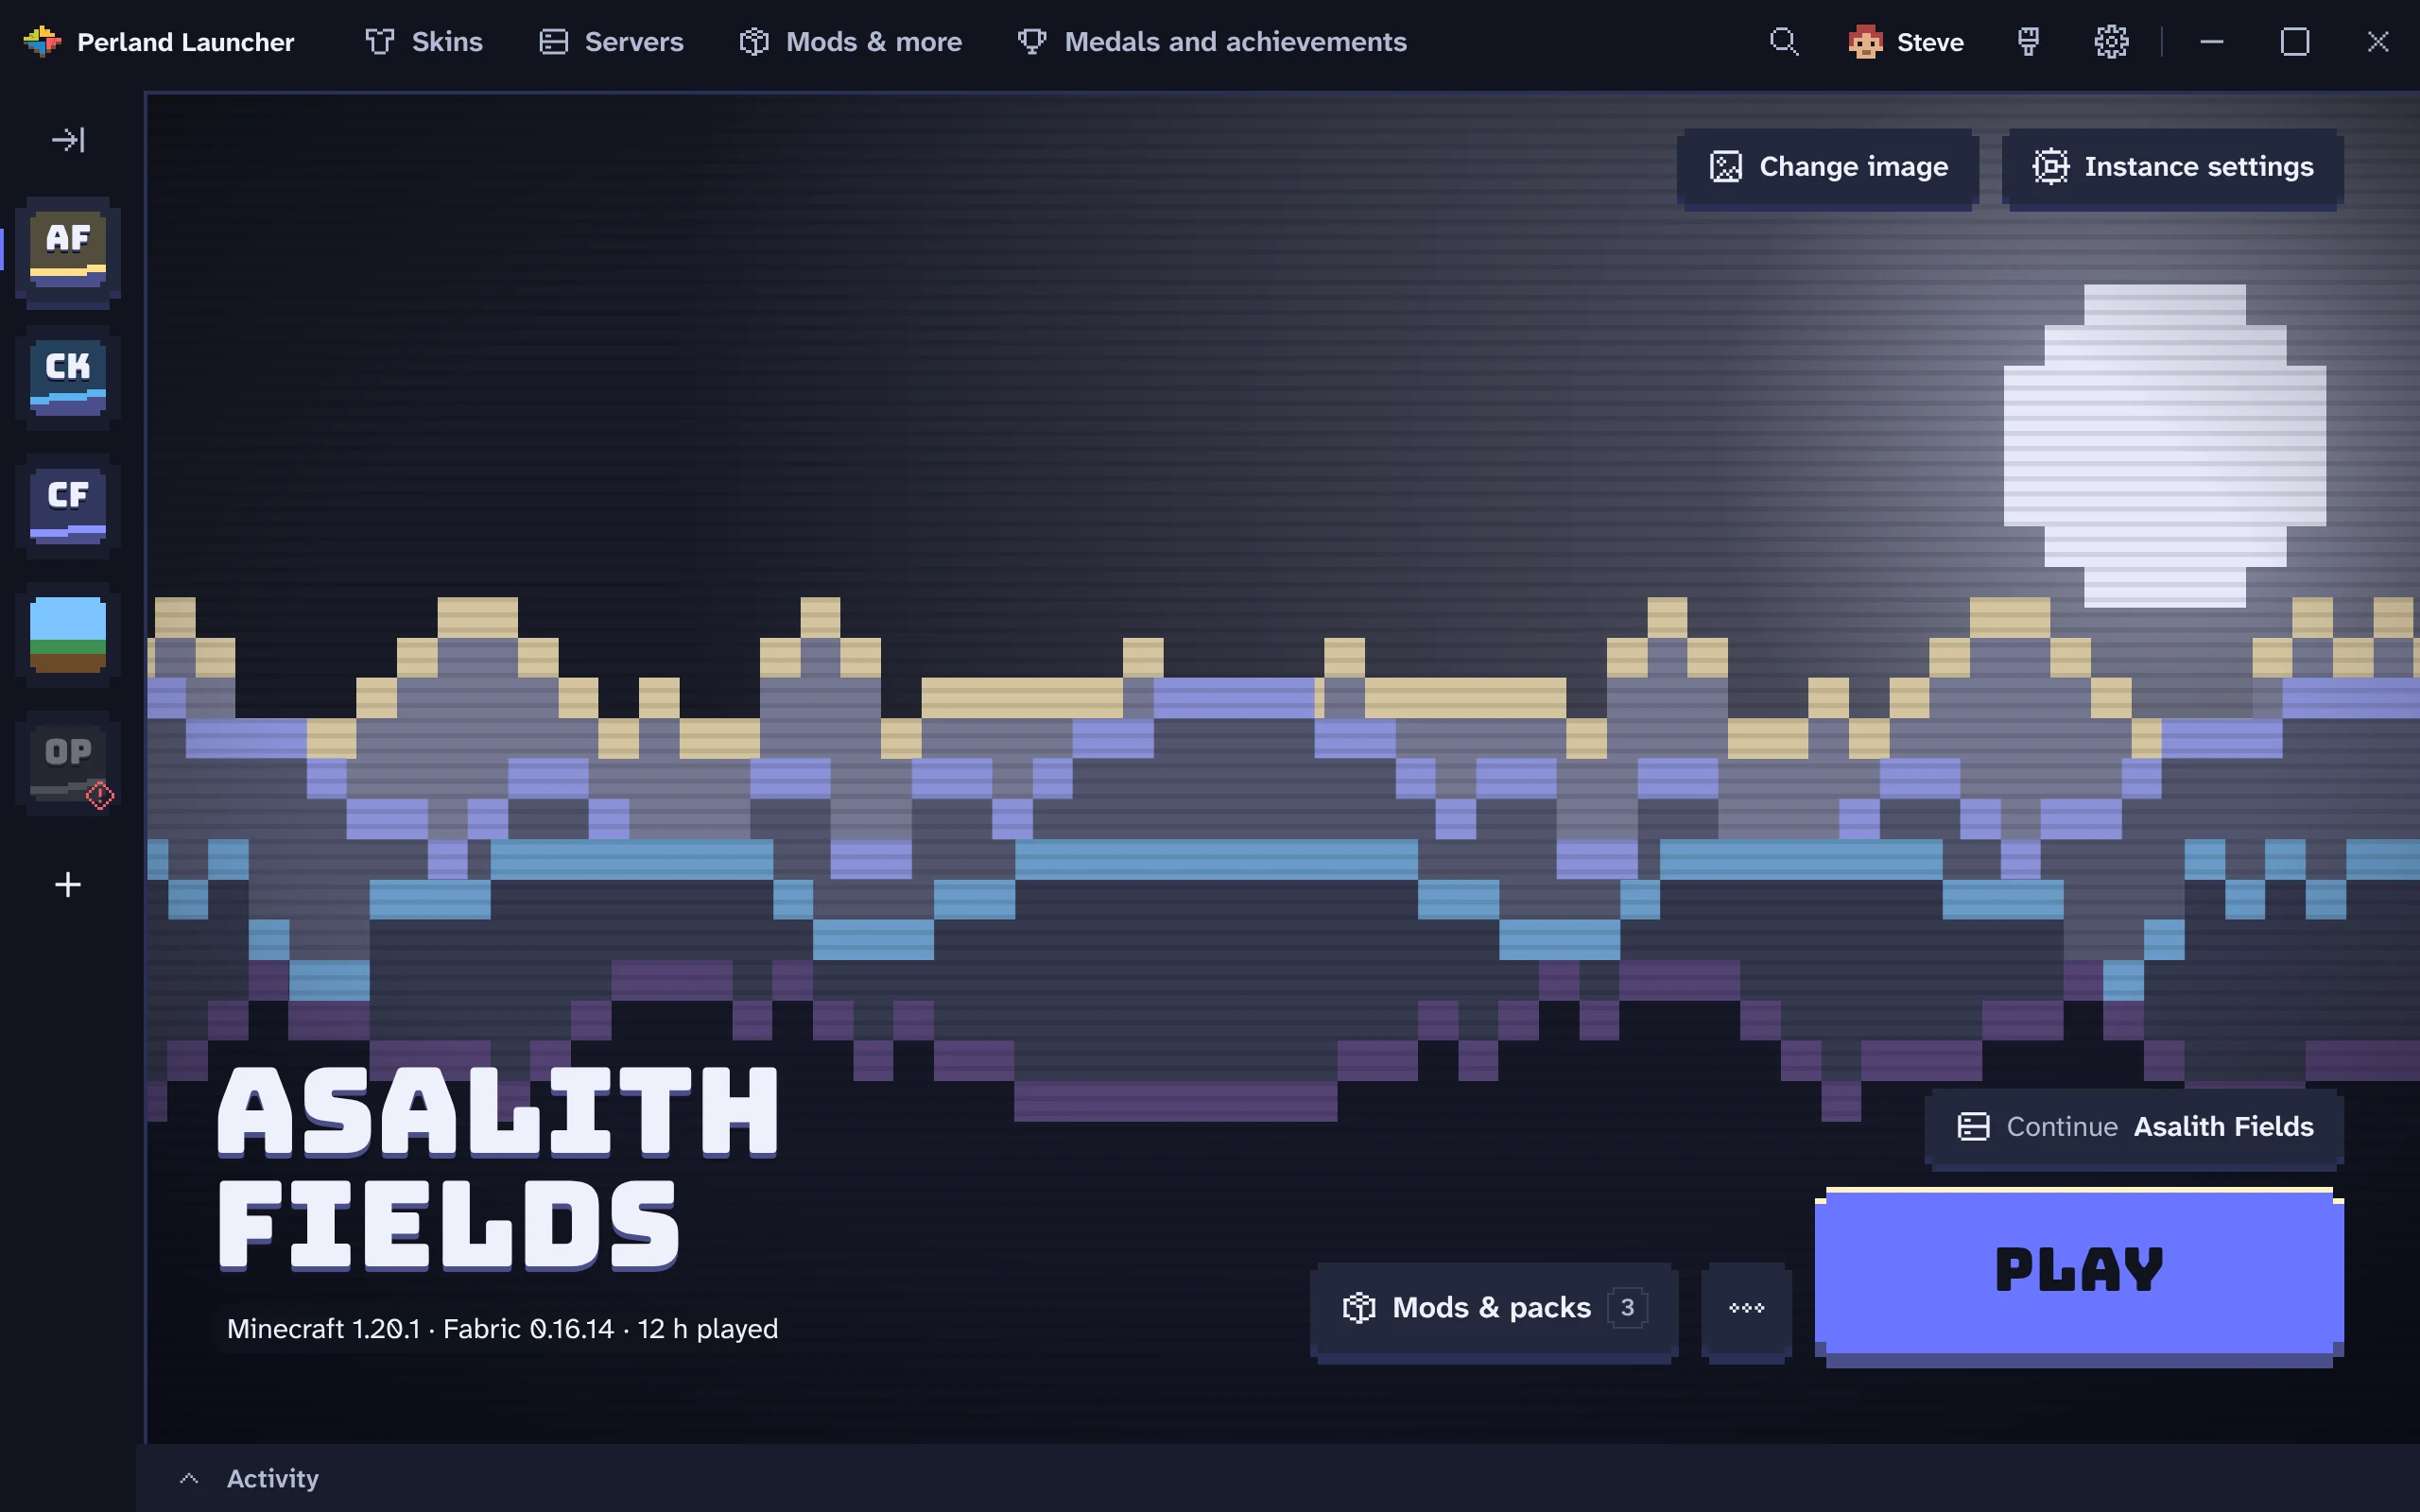 Perland Launcher
Skins
Servers
Mods & more
Medals and achievements
Steve
Change image
Instance settings
AF
CK
CF
OP
ASALITH
FIELDS
Minecraft 1.20.1 · Fabric 0.16.14 · 12 h played
Continue Asalith Fields
Mods & packs 3
PLAY
Activity